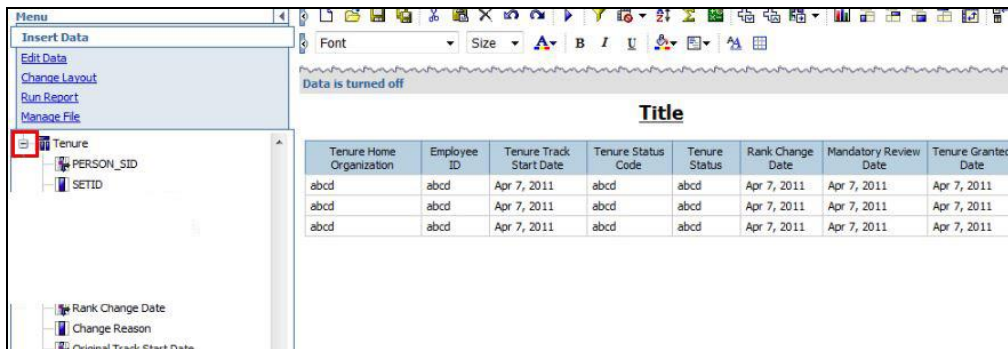 Menu
Insert Data
Edit Data
Change Layout
Run Report
Manage File
Tenure
PERSON_SID
SETID
Rank Change Date
Change Reason
Original Track Start Date
Font Size A B I U
Data is turned off
Title
Tenure Home Organization Employee ID Tenure Track Start Date Tenure Status Code Tenure Status Rank Change Date Mandatory Review Date Tenure Granted Date
abcd abcd Apr 7, 2011 abcd abcd Apr 7, 2011 Apr 7, 2011 Apr 7, 2011
abcd abcd Apr 7, 2011 abcd abcd Apr 7, 2011 Apr 7, 2011 Apr 7, 2011
abcd abcd Apr 7, 2011 abcd abcd Apr 7, 2011 Apr 7, 2011 Apr 7, 2011